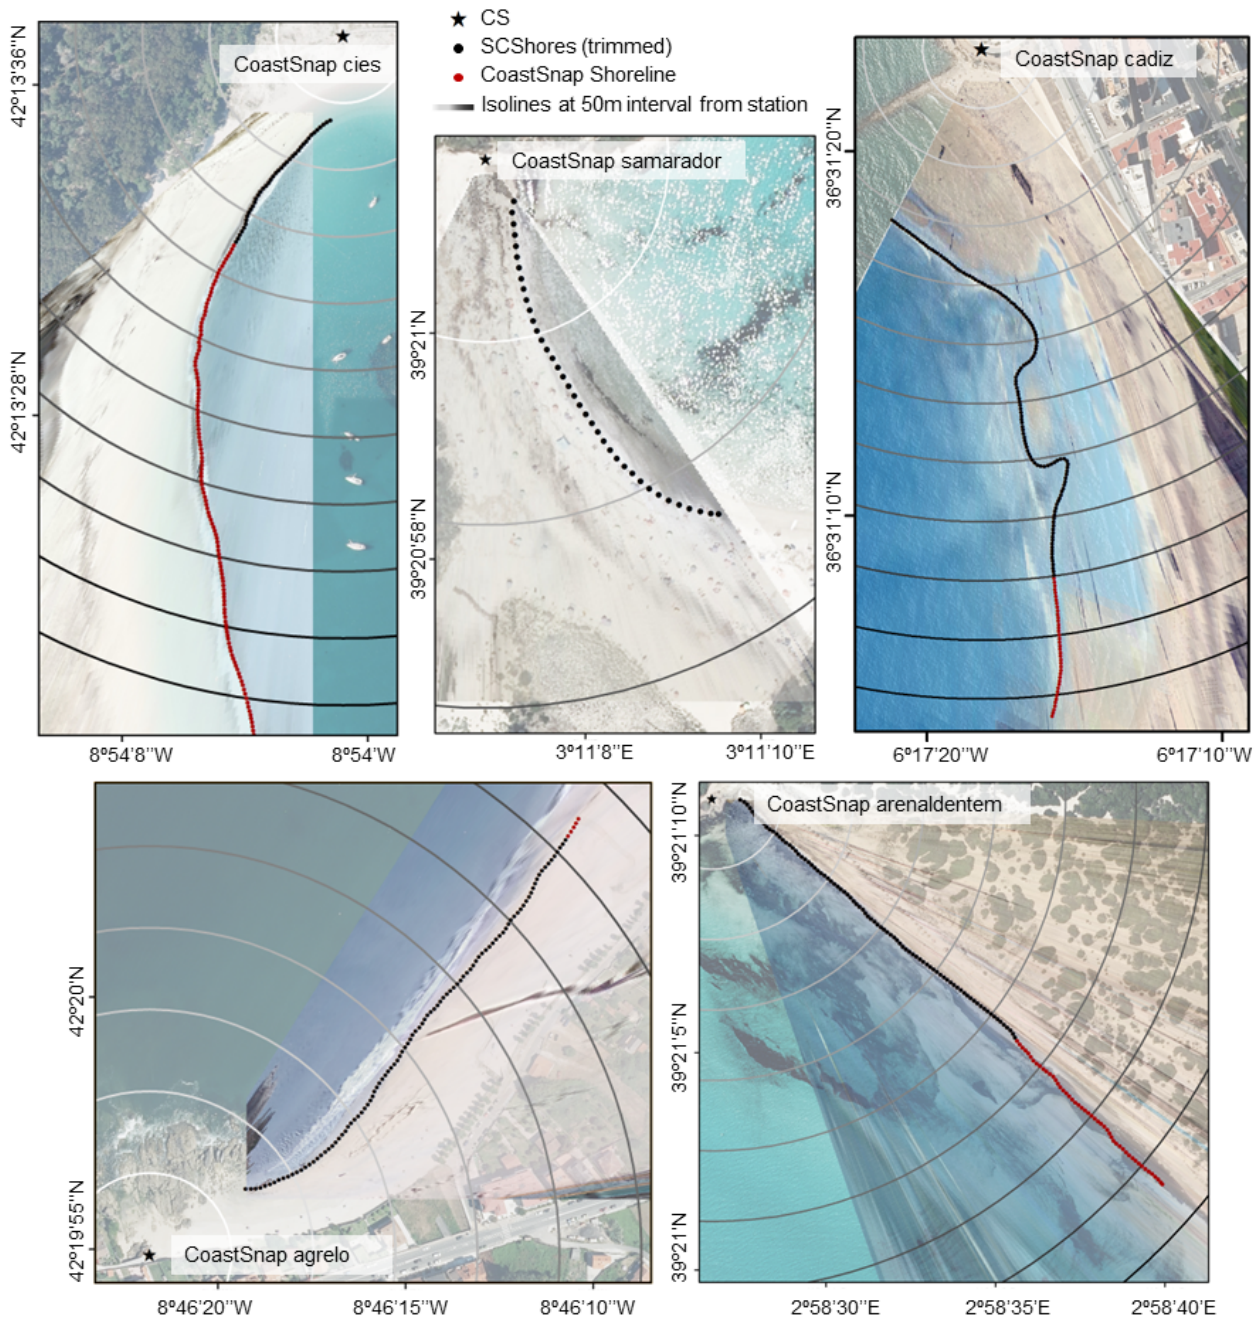 CS
SCShores (trimmed)
CoastSnap Shoreline
Isolines at 50m interval from station
CoastSnap cies
42º13'36''N
42º13'28''N
8º54'8''W
8º54'W
CoastSnap samarador
39º21'N
39º20'58''N
3º11'8''E
3º11'10''E
CoastSnap cadiz
36º31'20''N
36º31'10''N
6º17'20''W
6º17'10''W
CoastSnap agrelo
42º20'N
42º19'55''N
8º46'20''W
8º46'15''W
8º46'10''W
CoastSnap arenaldentem
39º21'10''N
39º21'5''N
39º21'N
2º58'30''E
2º58'35''E
2º58'40''E